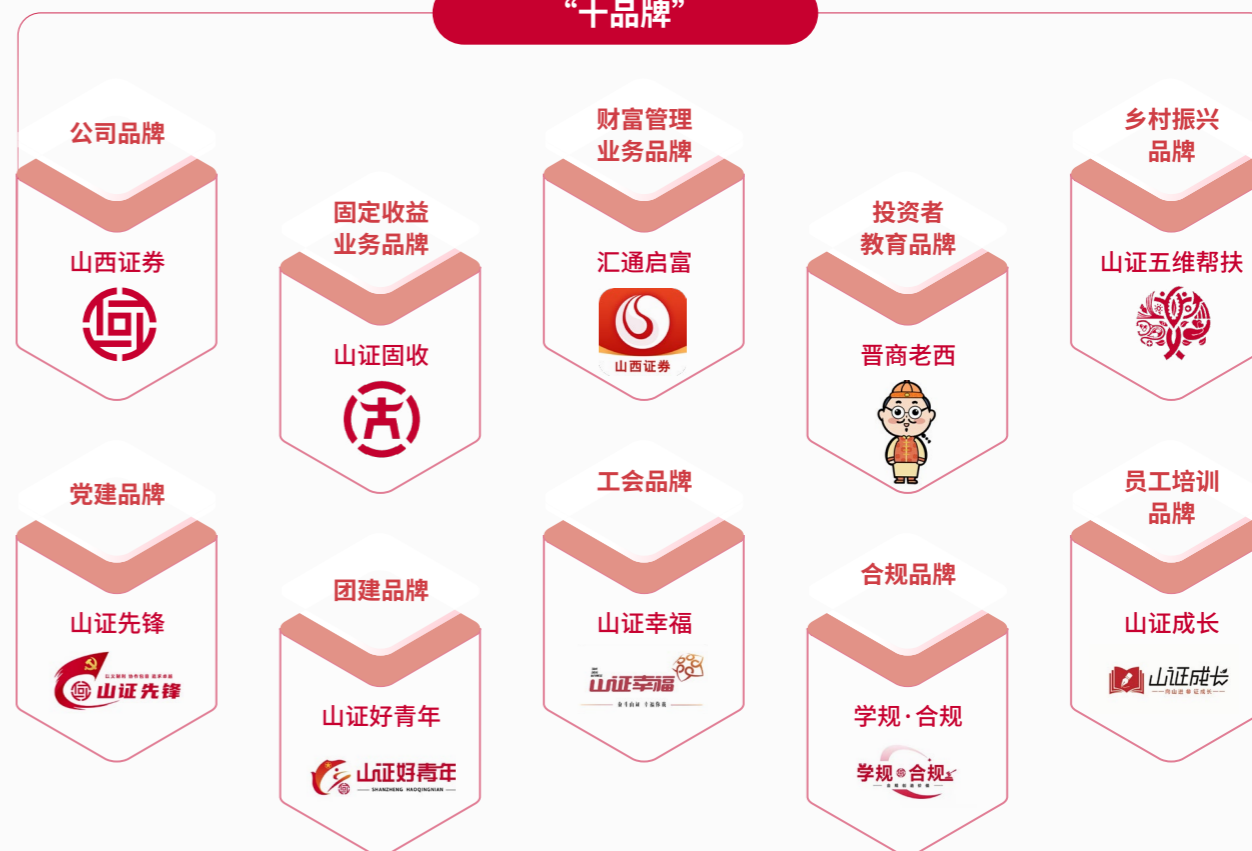 “十品牌”
公司品牌
山西证券
固定收益
业务品牌
山证固收
财富管理
业务品牌
汇通启富
山西证券
投资者
教育品牌
晋商老西
乡村振兴
品牌
山证五维帮扶
党建品牌
山证先锋
山证先锋
团建品牌
山证好青年
山证好青年
SHANZHENG HAOQINGNIAN
工会品牌
山证幸福
山证幸福
合规品牌
学规·合规
学规 合规
员工培训
品牌
山证成长
山证成长